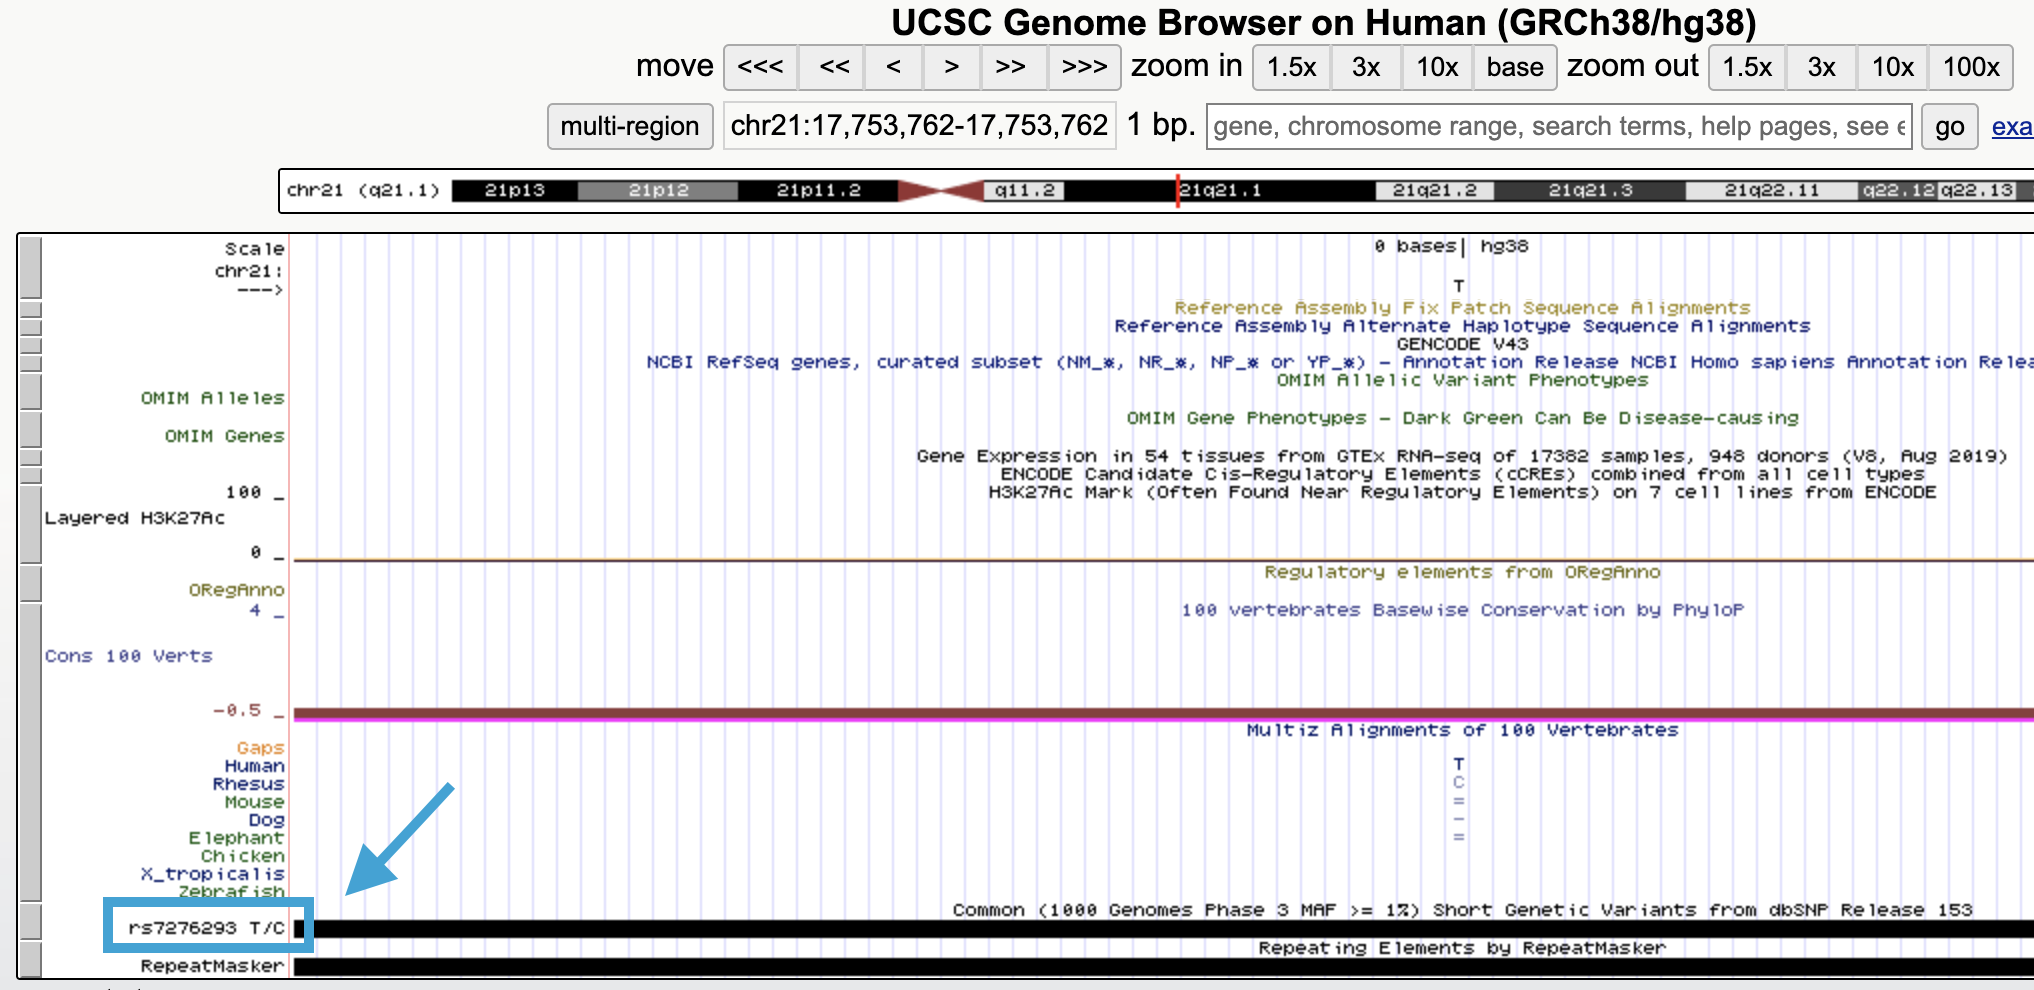 UCSC Genome Browser on Human (GRCh38/hg38)
move <<< << < > >> >>> zoom in 1.5x 3x 10x base zoom out 1.5x 3x 10x 100x
multi-region chr21:17,753,762-17,753,762 1 bp. gene, chromosome range, search terms, help pages, see e go exa
chr21 (q21.1) 21p13 21p12 21p11.2 q11.2 21q21.1 21q21.2 21q21.3 21q22.11 q22.12 q22.13
Scale 0 bases| hg38
chr21:
---> T
Reference Assembly Fix Patch Sequence Alignments
Reference Assembly Alternate Haplotype Sequence Alignments
GENCODE V43
NCBI RefSeq genes, curated subset (NM_*, NR_*, NP_* or YP_*) - Annotation Release NCBI Homo sapiens Annotation Relea
OMIM Allelic Variant Phenotypes
OMIM Alleles
OMIM Gene Phenotypes - Dark Green Can Be Disease-causing
OMIM Genes
Gene Expression in 54 tissues from GTEx RNA-seq of 17382 samples, 948 donors (V8, Aug 2019)
ENCODE Candidate Cis-Regulatory Elements (cCREs) combined from all cell types
100 _ H3K27Ac Mark (Often Found Near Regulatory Elements) on 7 cell lines from ENCODE
Layered H3K27Ac
0 _
Regulatory elements from ORegAnno
ORegAnno
4 _ 100 vertebrates Basewise Conservation by PhyloP
Cons 100 Verts
-0.5 _
Multiz Alignments of 100 Vertebrates
Gaps
Human T
Rhesus C
Mouse =
Dog -
Elephant =
Chicken
X_tropicalis
Zebrafish
Common (1000 Genomes Phase 3 MAF >= 1%) Short Genetic Variants from dbSNP Release 153
rs7276293 T/C
Repeating Elements by RepeatMasker
RepeatMasker